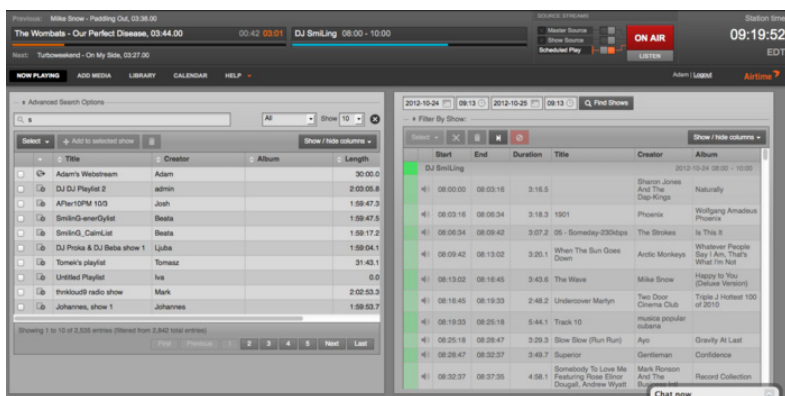 Previous: Mike Snow - Padding Out, 03:36.00
SOURCE STREAMS
Station time
The Wombats - Our Perfect Disease, 03:44.00 00:42 03:01
DJ SmiLing 08:00 - 10:00
Master Source
Show Source
Scheduled Play
ON AIR
LISTEN
09:19:52
EDT
Next: Turboweekend - On My Side, 03:27.00
NOW PLAYING ADD MEDIA LIBRARY CALENDAR HELP
Adam | Logout
Airtime
Advanced Search Options
s
All Show 10
Select + Add to selected show Show / hide columns
Title Creator Album Length
Adam's Webstream Adam 30:00.0
DJ DJ Playlist 2 admin 2:03:05.8
AFter10PM 10/3 Josh 1:59:47.3
SmilinG-enerGylist Beata 1:59:47.5
SmilinG_CalmList Beata 1:59:17.2
DJ Proka & DJ Beba show 1 Ljuba 1:59:04.1
Tomek's playlist Tomasz 31:43.1
Untitled Playlist Iva 0.0
thnkloud9 radio show Mark 2:02:53.3
Johannes, show 1 Johannes 1:59:53.7
Showing 1 to 10 of 2,535 entries (filtered from 2,842 total entries)
First Previous 1 2 3 4 5 Next Last
2012-10-24 09:13 2012-10-25 09:13 Find Shows
Filter By Show:
Select Show / hide columns
Start End Duration Title Creator Album
DJ SmiLing 2012-10-24 08:00 - 10:00
08:00:00 08:03:16 3:16.5 Sharon Jones And The Dap-Kings Naturally
08:03:16 08:06:34 3:18.3 1901 Phoenix Wolfgang Amadeus Phoenix
08:06:34 08:09:42 3:07.2 05 - Someday-230kbps The Strokes Is This It
08:09:42 08:13:02 3:20.1 When The Sun Goes Down Arctic Monkeys Whatever People Say I Am, That's What I'm Not
08:13:02 08:16:45 3:43.6 The Wave Mike Snow Happy to You (Deluxe Version)
08:16:45 08:19:33 2:48.2 Undercover Martyn Two Door Cinema Club Triple J Hottest 100 of 2010
08:19:33 08:25:18 5:44.1 Track 10 musica popular cubana
08:25:18 08:28:47 3:29.3 Slow Slow (Run Run) Ayo Gravity At Last
08:28:47 08:32:37 3:49.7 Superior Gentleman Confidence
08:32:37 08:37:35 4:58.1 Somebody To Love Me Featuring Rose Elinor Dougall, Andrew Wyatt Mark Ronson And The Business Record Collection
Chat now